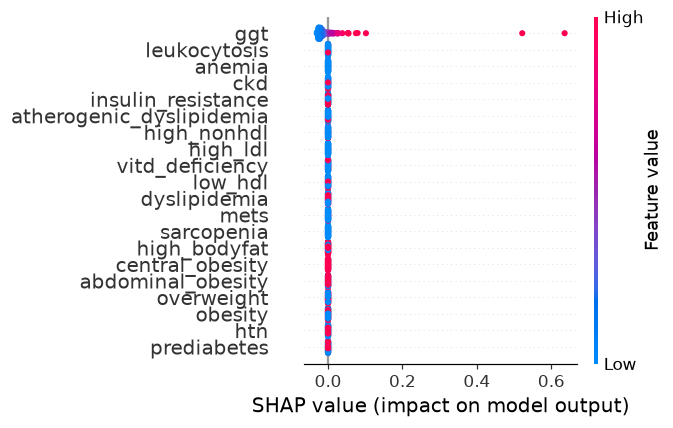 ggt
leukocytosis
anemia
ckd
insulin_resistance
atherogenic_dyslipidemia
high_nonhdl
high_ldl
vitd_deficiency
low_hdl
dyslipidemia
mets
sarcopenia
high_bodyfat
central_obesity
abdominal_obesity
overweight
obesity
htn
prediabetes
0.0 0.2 0.4 0.6
SHAP value (impact on model output)
High
Feature value
Low